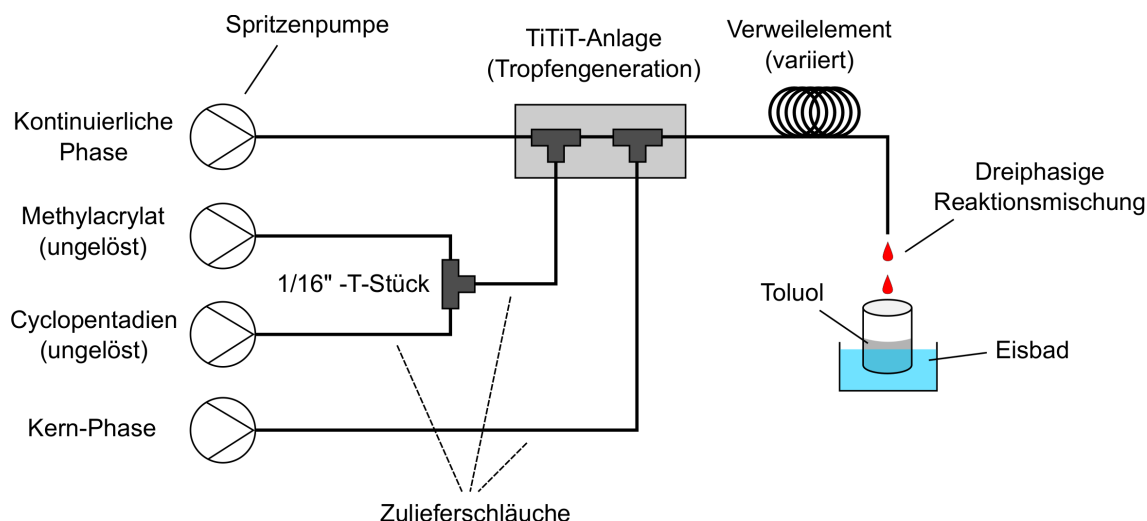 Spritzenpumpe
TiTiT-Anlage
(Tropfengeneration)
Verweilelement
(variiert)
Kontinuierliche
Phase
Methylacrylat
(ungelöst)
1/16" -T-Stück
Cyclopentadien
(ungelöst)
Kern-Phase
Zulieferschläuche
Dreiphasige
Reaktionsmischung
Toluol
Eisbad